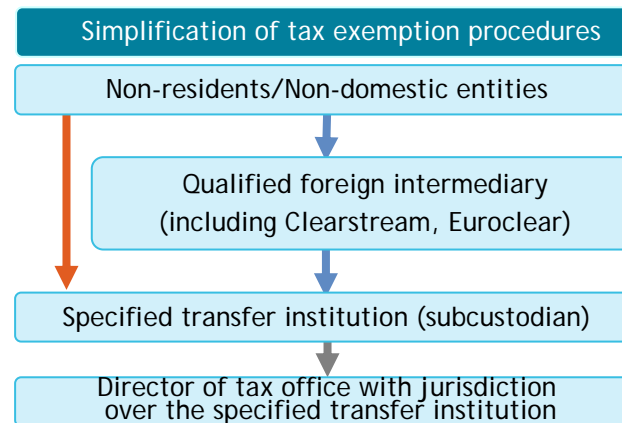 Simplification of tax exemption procedures
Non-residents/Non-domestic entities
Qualified foreign intermediary
(including Clearstream, Euroclear)
Specified transfer institution (subcustodian)
Director of tax office with jurisdiction
over the specified transfer institution